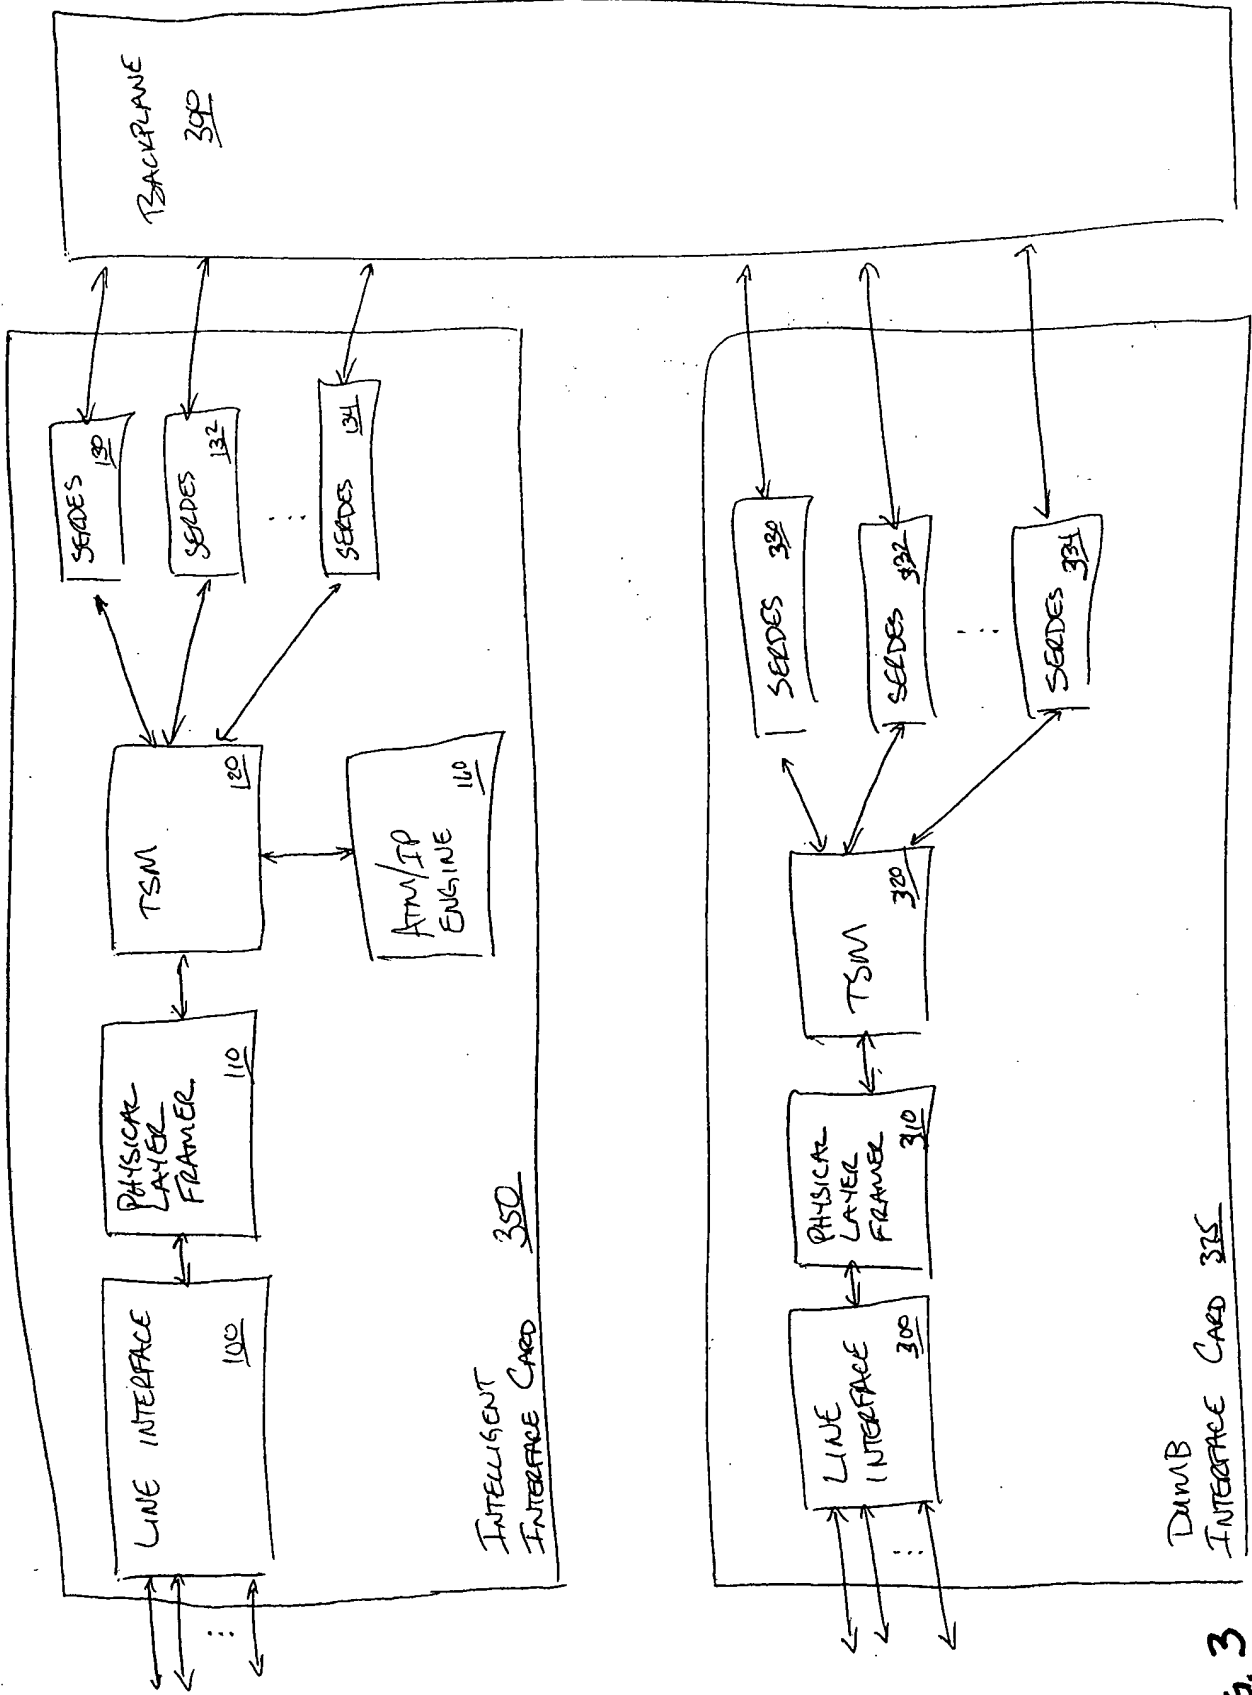 BACKPLANE
390
LINE INTERFACE
100
PHYSICAL
LAYER
FRAMER
110
TSM
120
SERDES
130
SERDES
132
...
SERDES
134
ATM/IP
ENGINE
160
...
INTELLIGENT
INTERFACE CARD 350
LINE
INTERFACE
300
PHYSICAL
LAYER
FRAMER
310
TSM
320
SERDES
330
SERDES
332
...
SERDES
334
...
DUMB
INTERFACE CARD 375
3